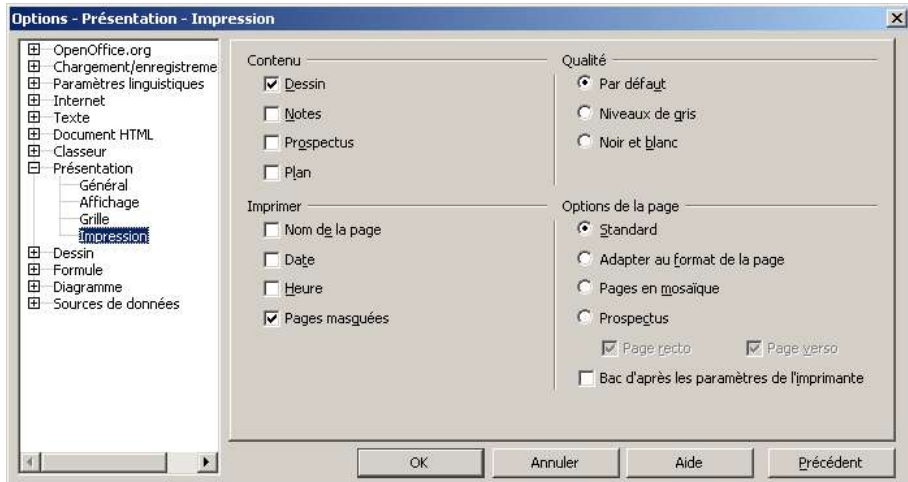 Options - Présentation - Impression
OpenOffice.org
Chargement/enregistreme
Paramètres linguistiques
Internet
Texte
Document HTML
Classeur
Présentation
Général
Affichage
Grille
Impression
Dessin
Formule
Diagramme
Sources de données
Contenu
Dessin
Notes
Prospectus
Plan
Qualité
Par défaut
Niveaux de gris
Noir et blanc
Imprimer
Nom de la page
Date
Heure
Pages masquées
Options de la page
Standard
Adapter au format de la page
Pages en mosaïque
Prospectus
Page recto
Page verso
Bac d'après les paramètres de l'imprimante
OK
Annuler
Aide
Précédent